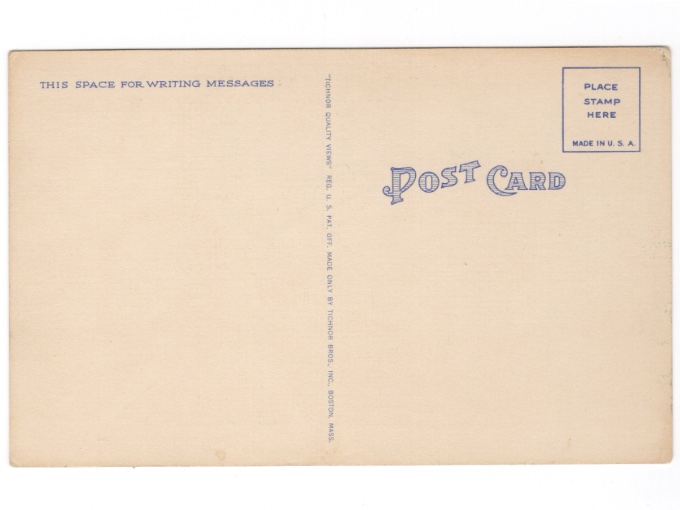 THIS SPACE FOR WRITING MESSAGES
"TICHNOR QUALITY VIEWS" REG. U. S. PAT. OFF. MADE ONLY BY TICHNOR BROS., INC., BOSTON, MASS.
PLACE
STAMP
HERE
MADE IN U. S. A.
POST CARD